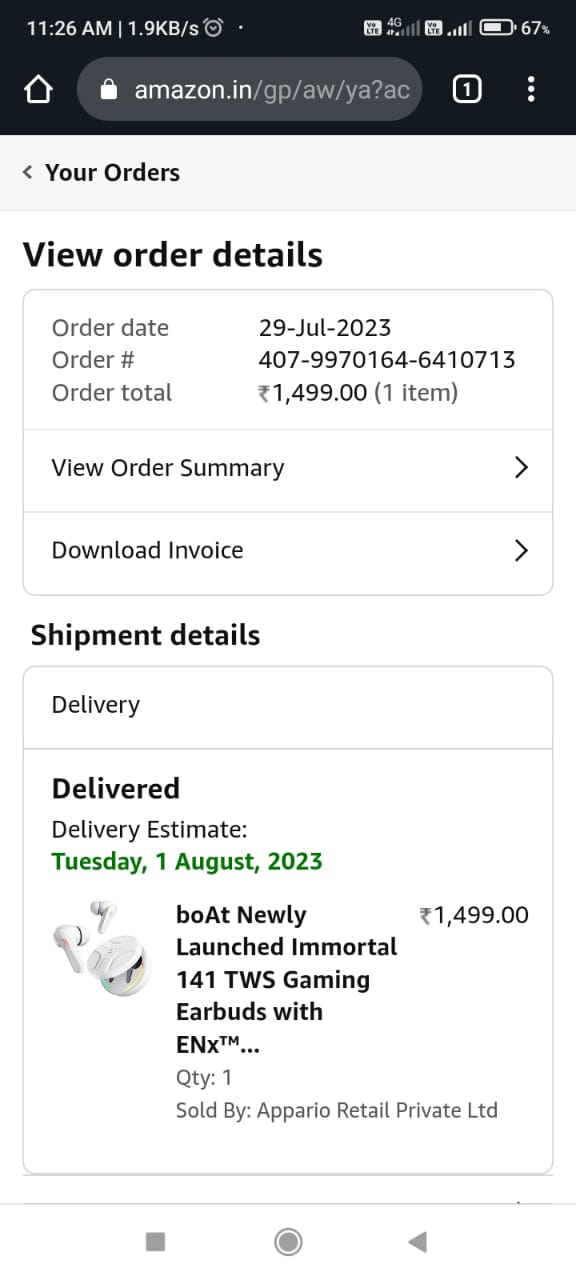 11:26 AM | 1.9KB/s
4G
67%
amazon.in/gp/aw/ya?ac
1
Your Orders
View order details
Order date 29-Jul-2023
Order # 407-9970164-6410713
Order total ₹1,499.00 (1 item)
View Order Summary
Download Invoice
Shipment details
Delivery
Delivered
Delivery Estimate:
Tuesday, 1 August, 2023
boAt Newly ₹1,499.00
Launched Immortal
141 TWS Gaming
Earbuds with
ENx™...
Qty: 1
Sold By: Appario Retail Private Ltd